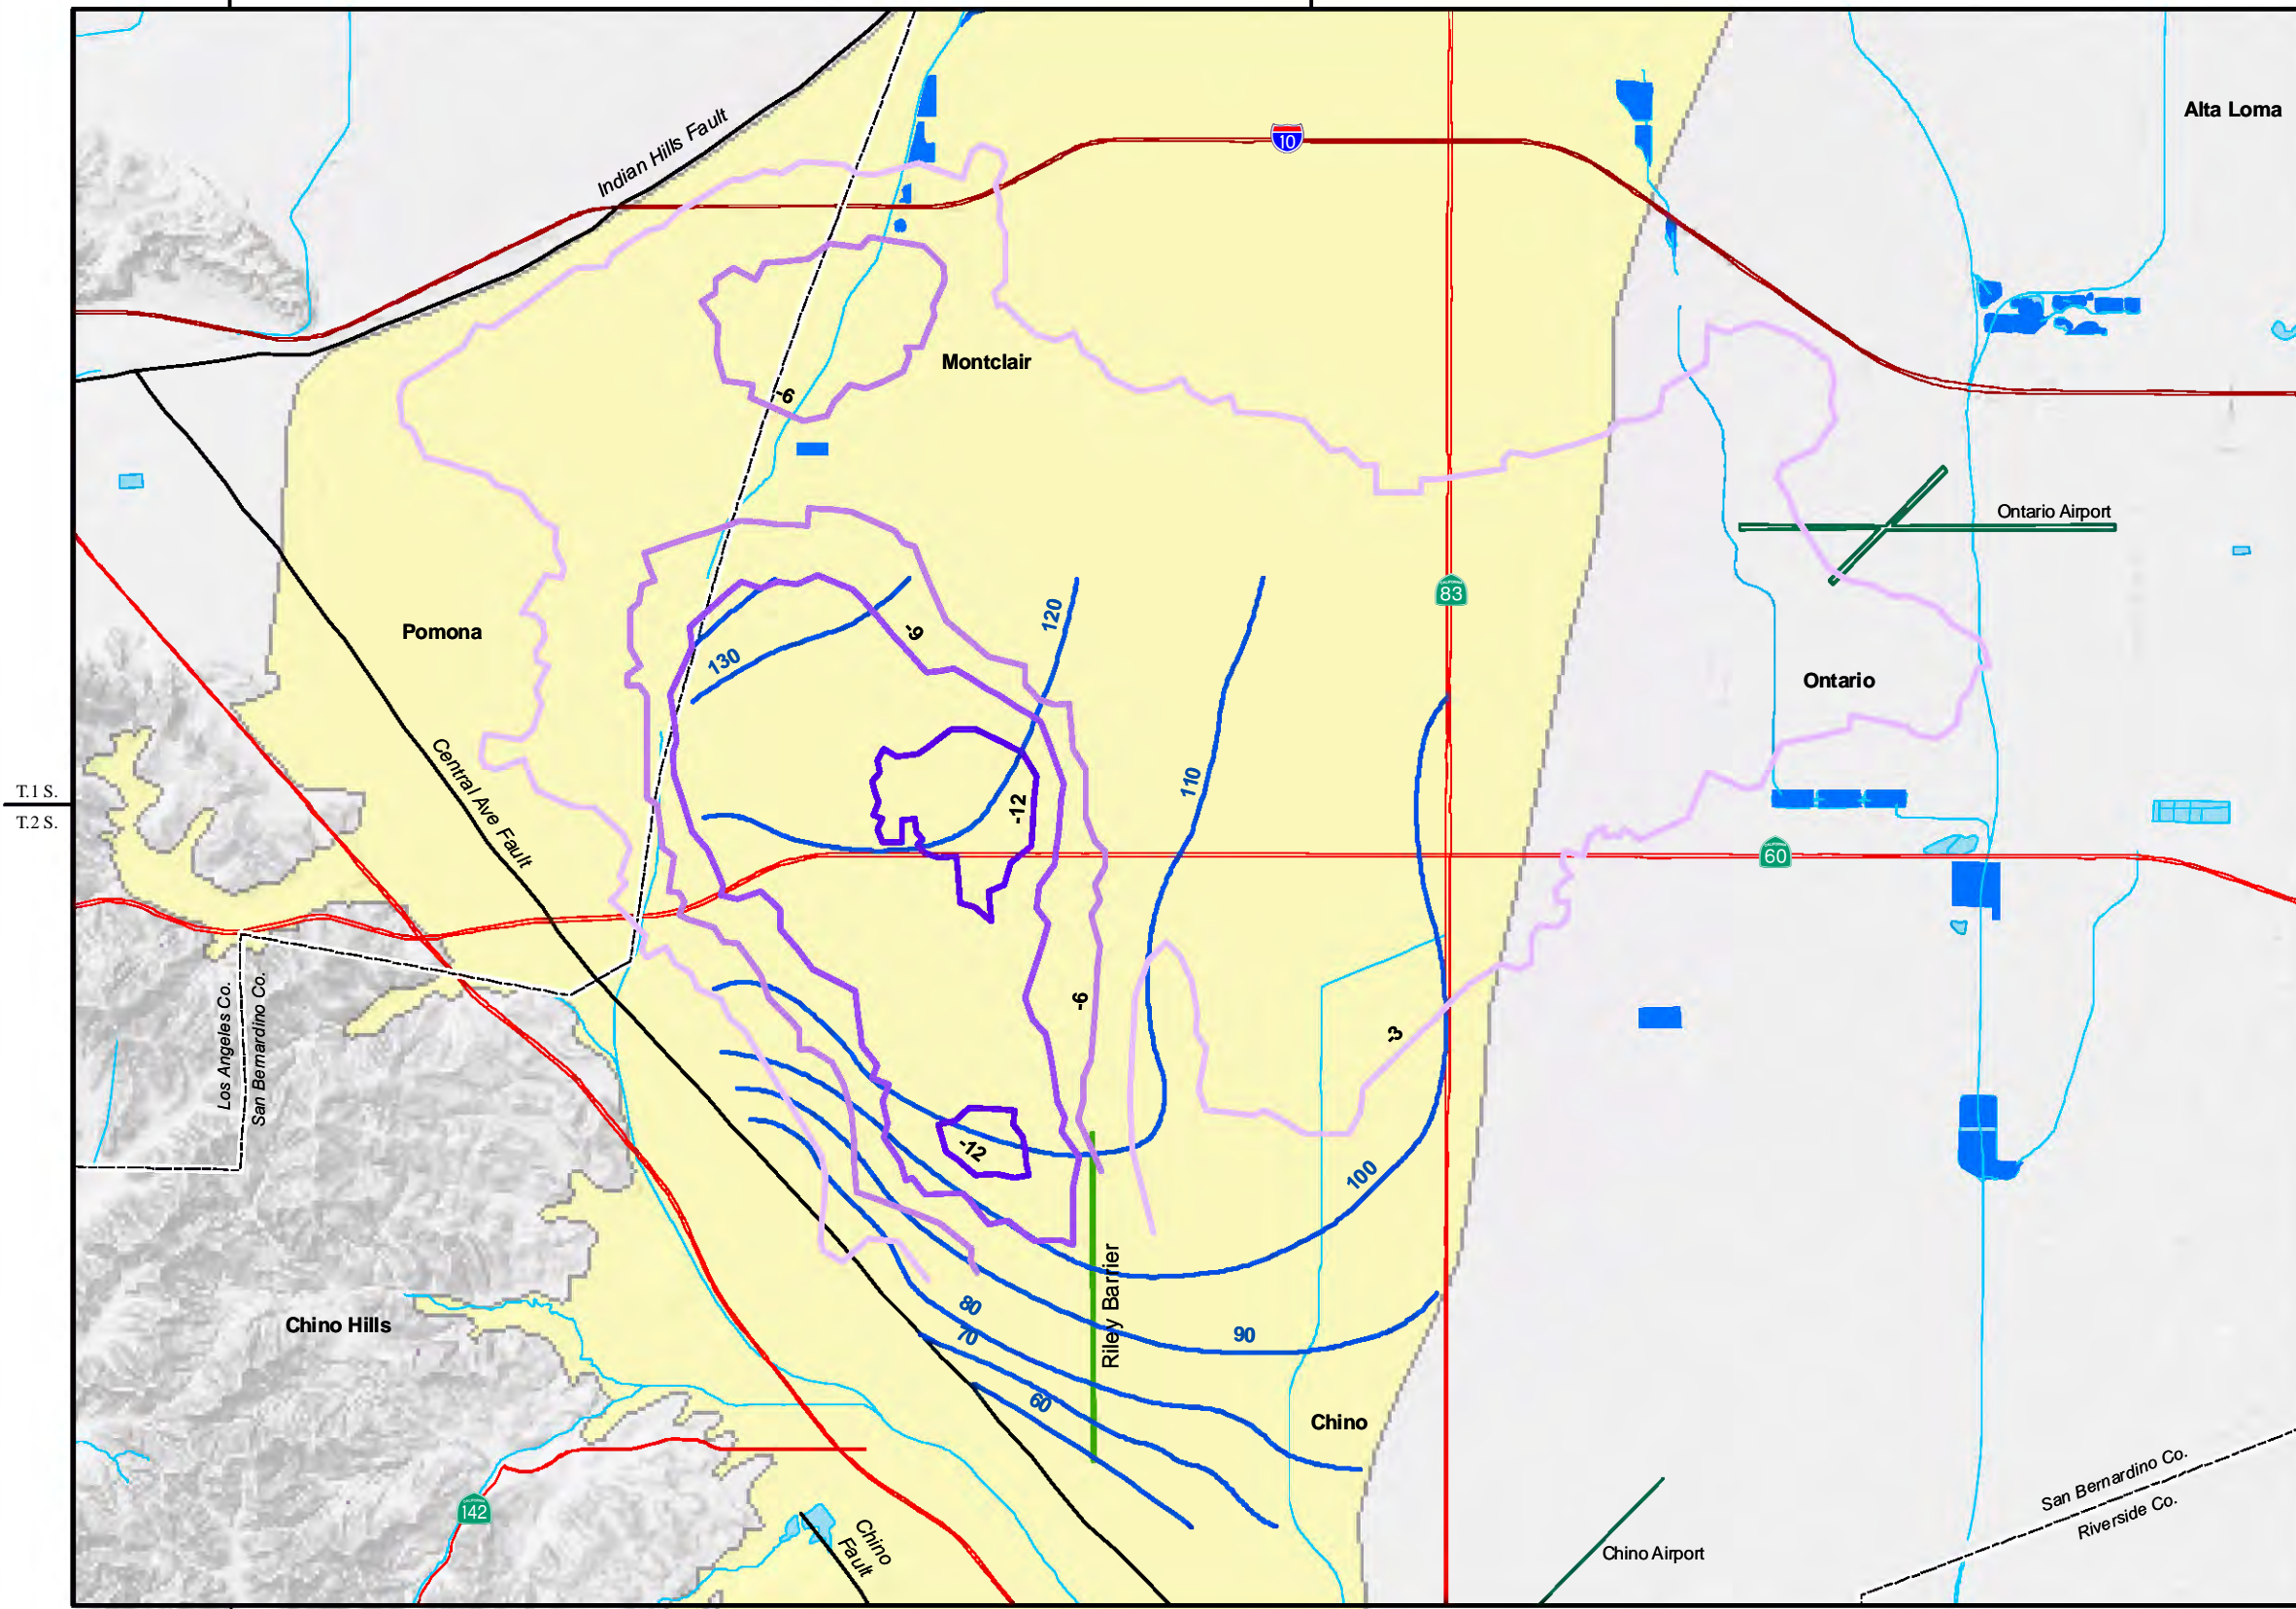 Alta Loma
Indian Hills Fault
10
Montclair
-6
Ontario Airport
83
120
-9
Pomona
130
Ontario
Central Ave Fault
110
T.1 S.
T.2 S.
-12
60
Los Angeles Co.
San Bernardino Co.
-6
-3
-12
100
Riley Barrier
80
70
90
Chino Hills
60
Chino
142
Chino
Fault
Chino Airport
San Bernardino Co.
Riverside Co.